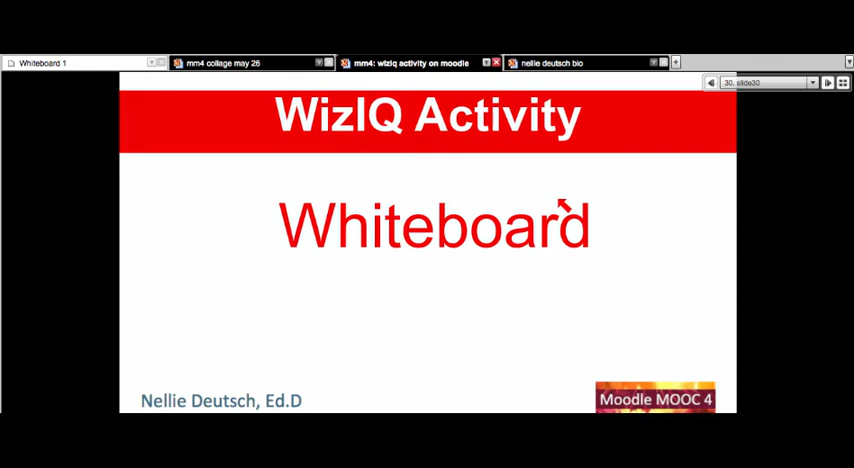 Whiteboard 1
mm4 collage may 26
mm4: wiziq activity on moodle
nellie deutsch bio
30. slide30
WizIQ Activity
Whiteboard
Nellie Deutsch, Ed.D
Moodle MOOC 4